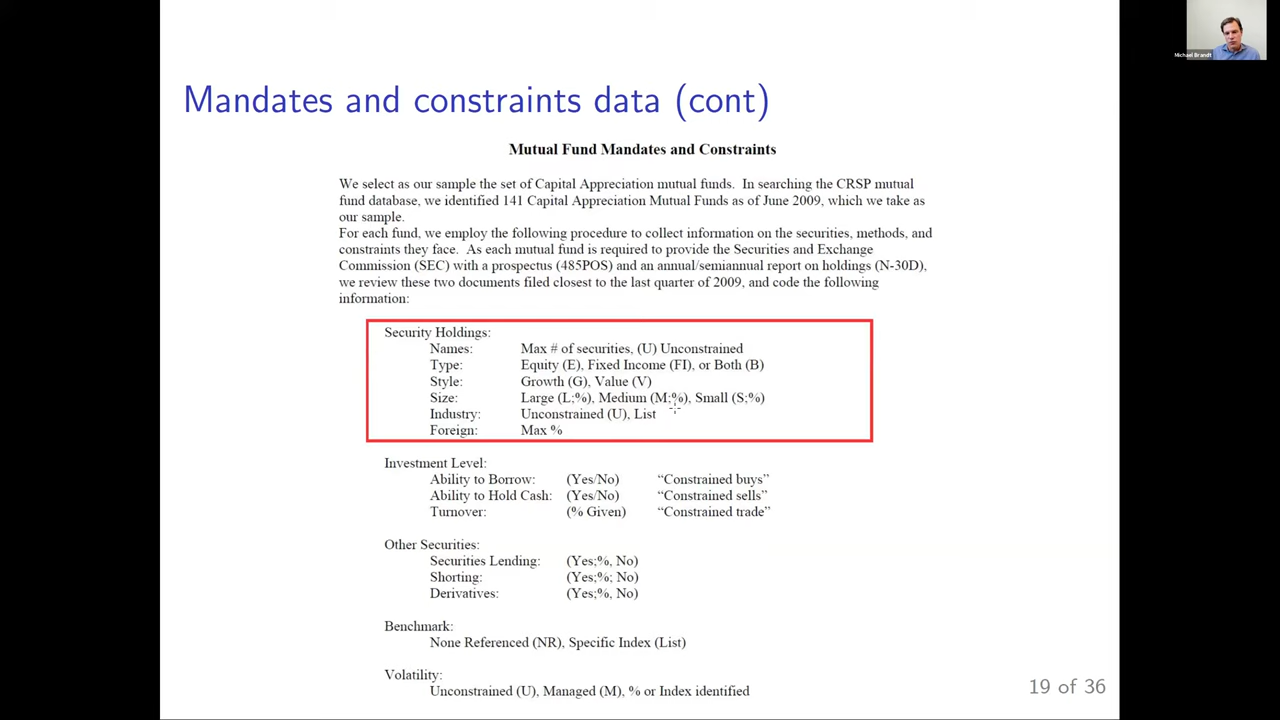 Michael Brandt
Mandates and constraints data (cont)
Mutual Fund Mandates and Constraints
We select as our sample the set of Capital Appreciation mutual funds. In searching the CRSP mutual
fund database, we identified 141 Capital Appreciation Mutual Funds as of June 2009, which we take as
our sample.
For each fund, we employ the following procedure to collect information on the securities, methods, and
constraints they face. As each mutual fund is required to provide the Securities and Exchange
Commission (SEC) with a prospectus (485POS) and an annual/semiannual report on holdings (N-30D),
we review these two documents filed closest to the last quarter of 2009, and code the following
information:
Security Holdings:
Names: Max # of securities, (U) Unconstrained
Type: Equity (E), Fixed Income (FI), or Both (B)
Style: Growth (G), Value (V)
Size: Large (L;%), Medium (M;%), Small (S;%)
Industry: Unconstrained (U), List
Foreign: Max %
Investment Level:
Ability to Borrow: (Yes/No) “Constrained buys”
Ability to Hold Cash: (Yes/No) “Constrained sells”
Turnover: (% Given) “Constrained trade”
Other Securities:
Securities Lending: (Yes;%, No)
Shorting: (Yes;%; No)
Derivatives: (Yes;%, No)
Benchmark:
None Referenced (NR), Specific Index (List)
Volatility:
Unconstrained (U), Managed (M), % or Index identified
19 of 36